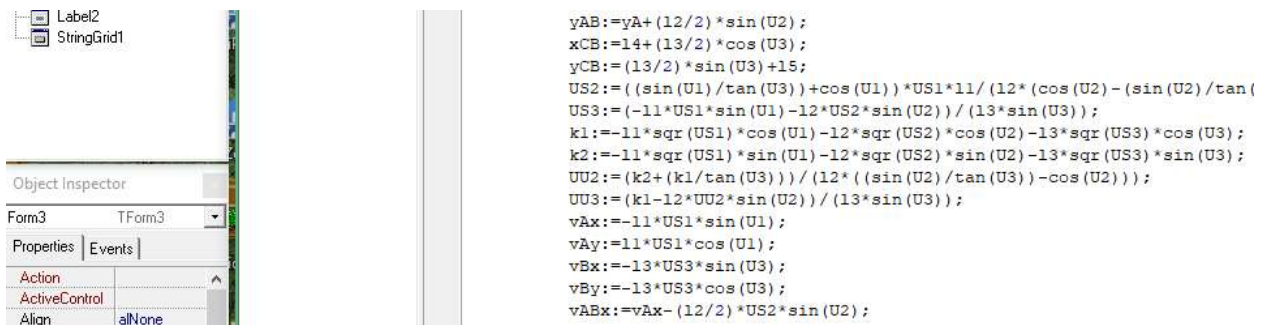 Label2
StringGrid1
Object Inspector
Form3 TForm3
Properties Events
Action
ActiveControl
Align alNone
yAB:=yA+(l2/2)*sin(U2);
xCB:=l4+(l3/2)*cos(U3);
yCB:=(l3/2)*sin(U3)+l5;
US2:=((sin(U1)/tan(U3))+cos(U1))*US1*l1/(l2*(cos(U2)-(sin(U2)/tan(
US3:=(-l1*US1*sin(U1)-l2*US2*sin(U2))/(l3*sin(U3));
k1:=-l1*sqr(US1)*cos(U1)-l2*sqr(US2)*cos(U2)-l3*sqr(US3)*cos(U3);
k2:=-l1*sqr(US1)*sin(U1)-l2*sqr(US2)*sin(U2)-l3*sqr(US3)*sin(U3);
UU2:=(k2+(k1/tan(U3)))/(l2*((sin(U2)/tan(U3))-cos(U2)));
UU3:=(k1-l2*UU2*sin(U2))/(l3*sin(U3));
vAx:=-l1*US1*sin(U1);
vAy:=l1*US1*cos(U1);
vBx:=-l3*US3*sin(U3);
vBy:=-l3*US3*cos(U3);
vABx:=vAx-(l2/2)*US2*sin(U2);